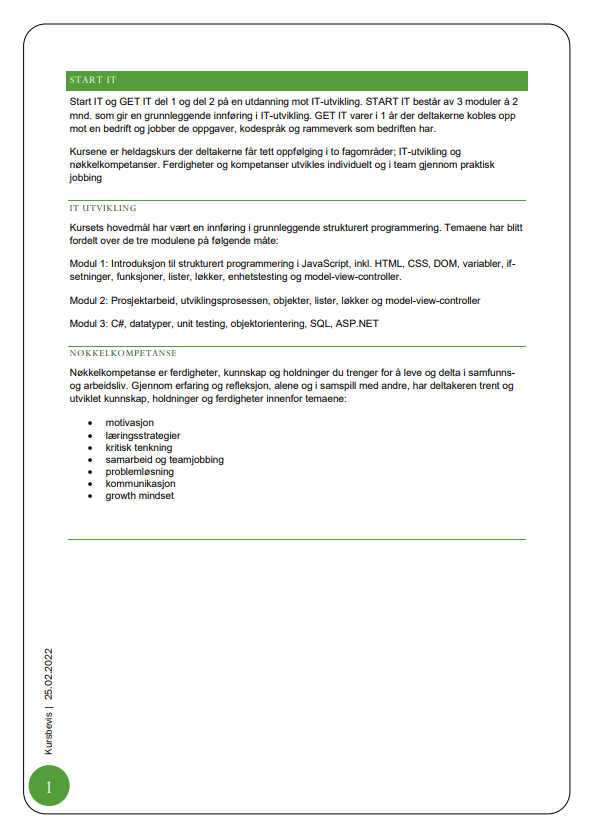 START IT
Start IT og GET IT del 1 og del 2 på en utdanning mot IT-utvikling. START IT består av 3 moduler à 2
mnd. som gir en grunnleggende innføring i IT-utvikling. GET IT varer i 1 år der deltakerne kobles opp
mot en bedrift og jobber de oppgaver, kodespråk og rammeverk som bedriften har.
Kursene er heldagskurs der deltakerne får tett oppfølging i to fagområder; IT-utvikling og
nøkkelkompetanser. Ferdigheter og kompetanser utvikles individuelt og i team gjennom praktisk
jobbing
IT UTVIKLING
Kursets hovedmål har vært en innføring i grunnleggende strukturert programmering. Temaene har blitt
fordelt over de tre modulene på følgende måte:
Modul 1: Introduksjon til strukturert programmering i JavaScript, inkl. HTML, CSS, DOM, variabler, if-
setninger, funksjoner, lister, løkker, enhetstesting og model-view-controller.
Modul 2: Prosjektarbeid, utviklingsprosessen, objekter, lister, løkker og model-view-controller
Modul 3: C#, datatyper, unit testing, objektorientering, SQL, ASP.NET
NØKKELKOMPETANSE
Nøkkelkompetanse er ferdigheter, kunnskap og holdninger du trenger for å leve og delta i samfunns-
og arbeidsliv. Gjennom erfaring og refleksjon, alene og i samspill med andre, har deltakeren trent og
utviklet kunnskap, holdninger og ferdigheter innenfor temaene:
• motivasjon
• læringsstrategier
• kritisk tenkning
• samarbeid og teamjobbing
• problemløsning
• kommunikasjon
• growth mindset
Kursbevis | 25.02.2022
1